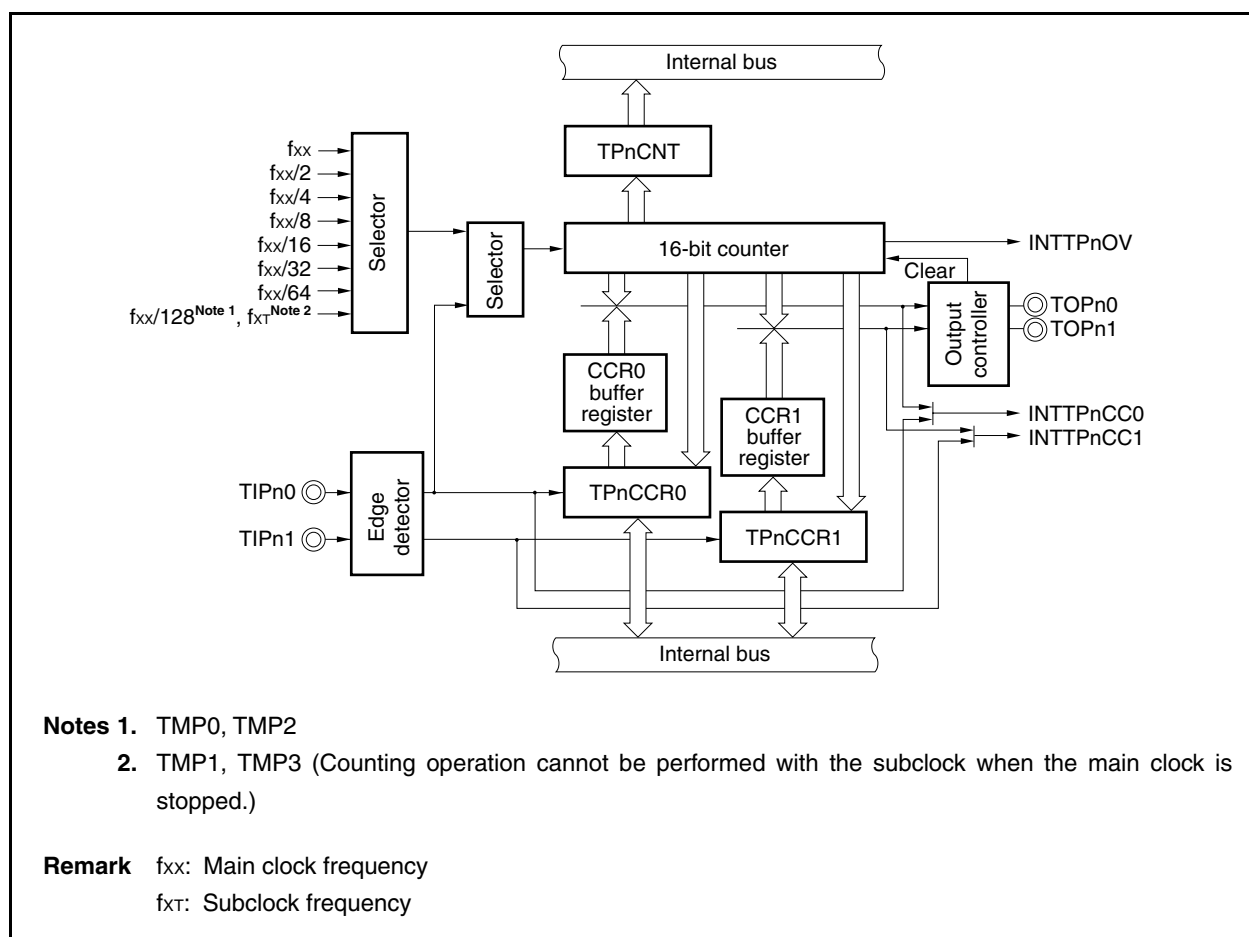 Internal bus
TPnCNT
fxx
fxx/2
fxx/4
fxx/8
fxx/16
fxx/32
fxx/64
fxx/128Note 1, fxTNote 2
Selector
Selector
16-bit counter
INTTPnOV
Clear
Output
controller
TOPn0
TOPn1
CCR0
buffer
register
CCR1
buffer
register
INTTPnCC0
INTTPnCC1
TIPn0
TIPn1
Edge
detector
TPnCCR0
TPnCCR1
Internal bus
Notes 1. TMP0, TMP2
2. TMP1, TMP3 (Counting operation cannot be performed with the subclock when the main clock is
stopped.)
Remark fxx: Main clock frequency
fxT: Subclock frequency